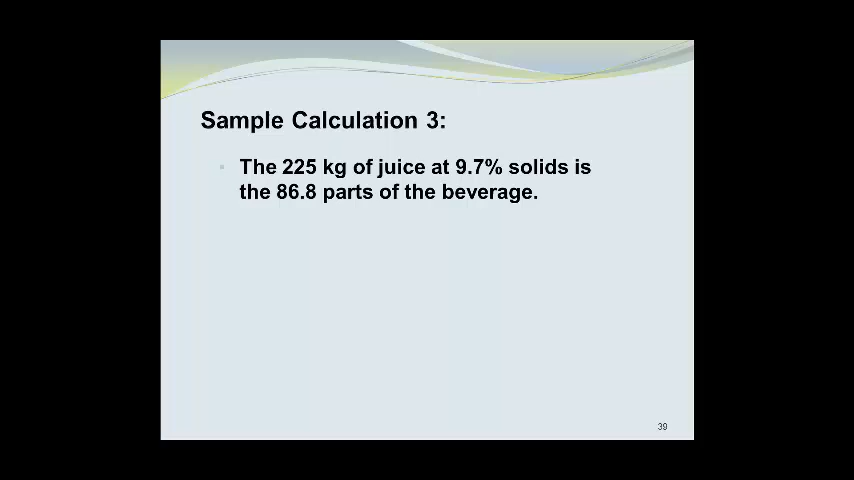 Sample Calculation 3:
The 225 kg of juice at 9.7% solids is
the 86.8 parts of the beverage.
39